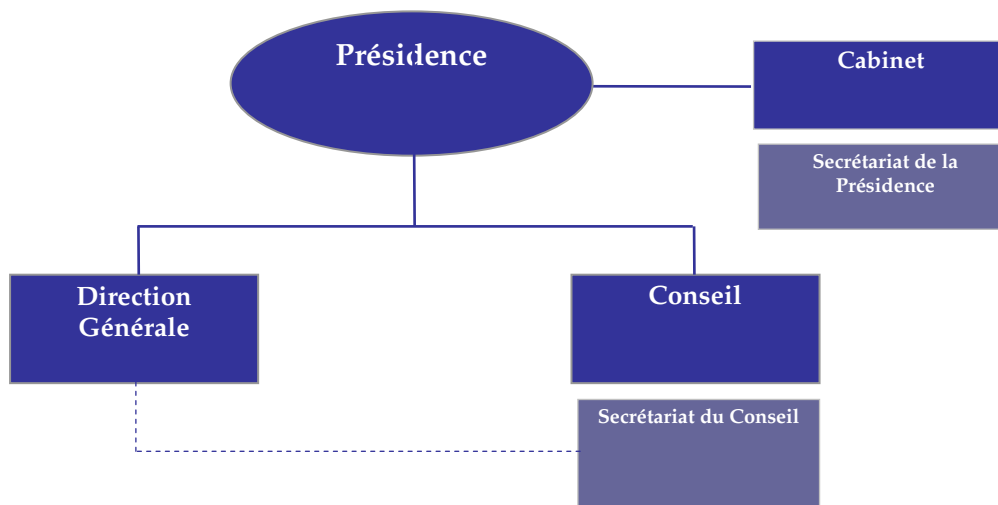 Présidence
Cabinet
Secrétariat de la
Présidence
Direction
Générale
Conseil
Secrétariat du Conseil